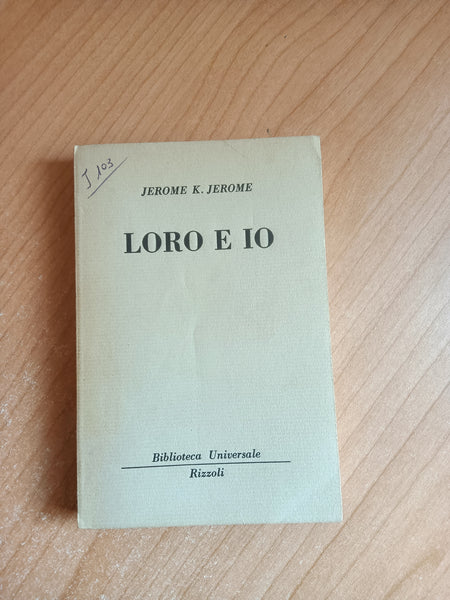 J 103
JEROME K. JEROME
LORO E IO
Biblioteca Universale
Rizzoli